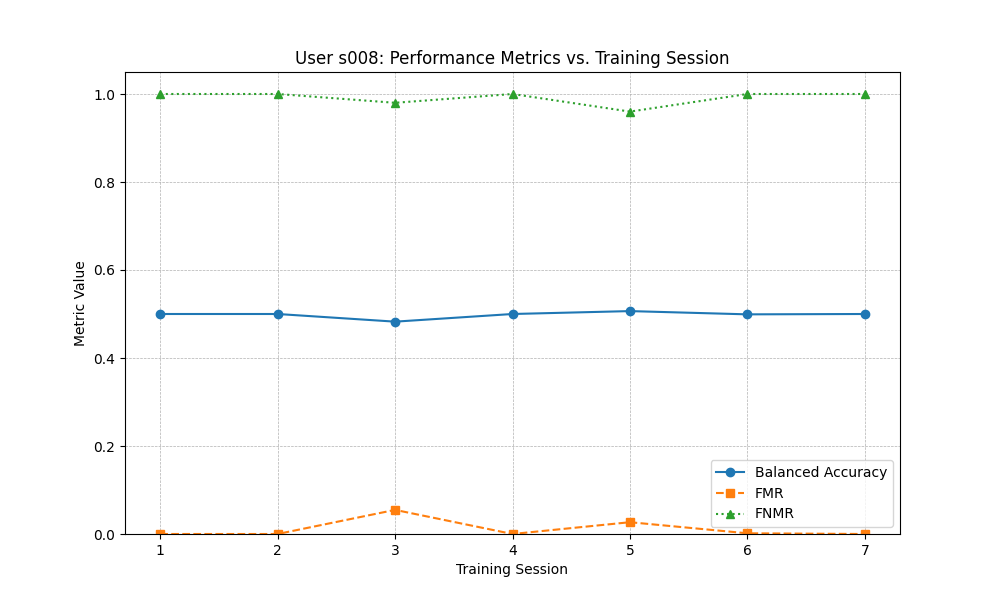 User s008: Performance Metrics vs. Training Session
Metric Value
1.0
0.8
0.6
0.4
0.2
0.0
1 2 3 4 5 6 7
Training Session
Balanced Accuracy
FMR
FNMR